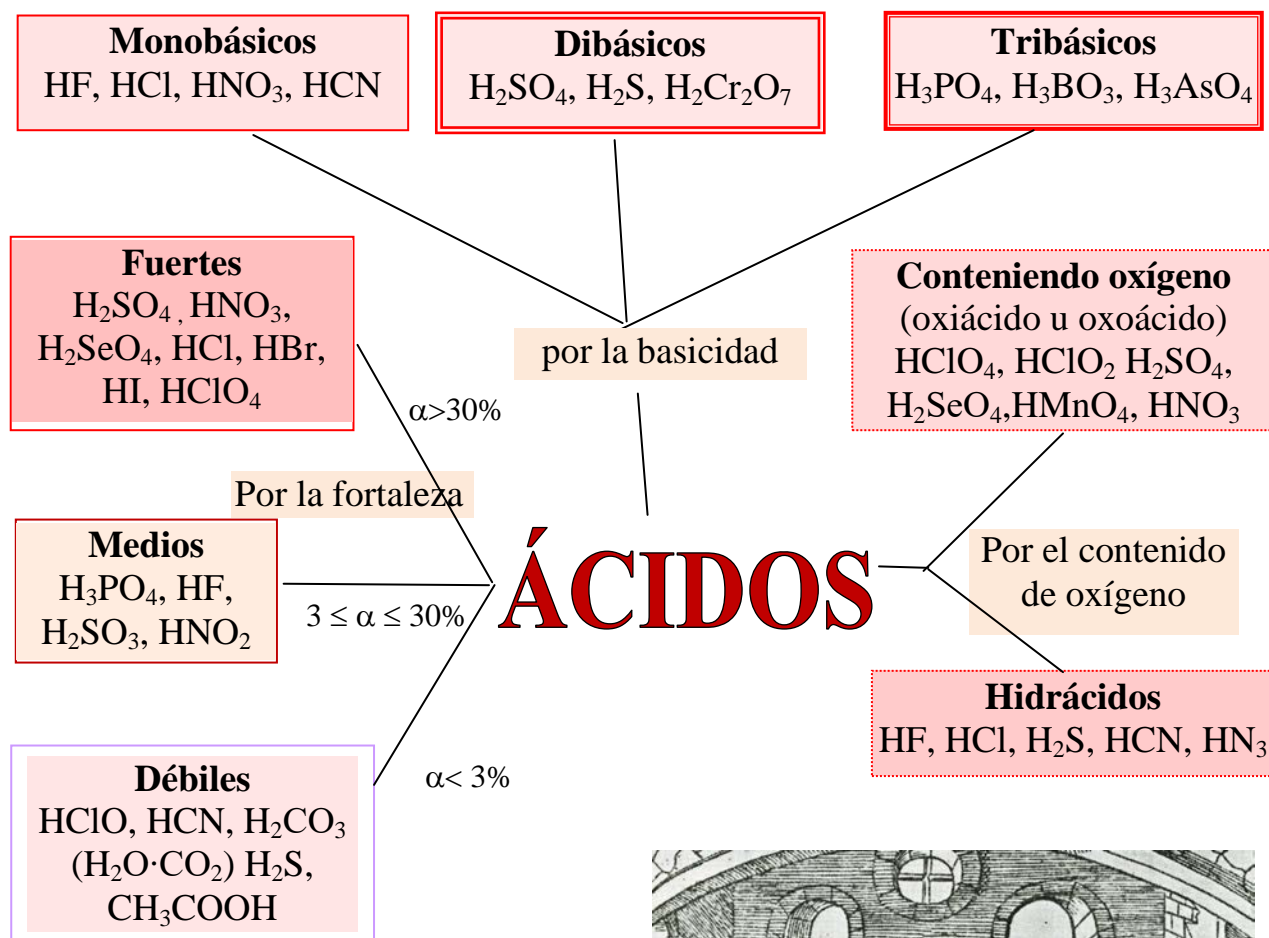 Monobásicos
HF, HCl, HNO₃, HCN
Dibásicos
H₂SO₄, H₂S, H₂Cr₂O₇
Tribásicos
H₃PO₄, H₃BO₃, H₃AsO₄
Fuertes
H₂SO₄ , HNO₃,
H₂SeO₄, HCl, HBr,
HI, HClO₄
α>30%
por la basicidad
Conteniendo oxígeno
(oxiácido u oxoácido)
HClO₄, HClO₂ H₂SO₄,
H₂SeO₄,HMnO₄, HNO₃
Por la fortaleza
Medios
H₃PO₄, HF,
H₂SO₃, HNO₂
3 ≤ α ≤ 30%
ÁCIDOS
Por el contenido
de oxígeno
Hidrácidos
HF, HCl, H₂S, HCN, HN₃
Débiles
HClO, HCN, H₂CO₃
(H₂O·CO₂) H₂S,
CH₃COOH
α< 3%